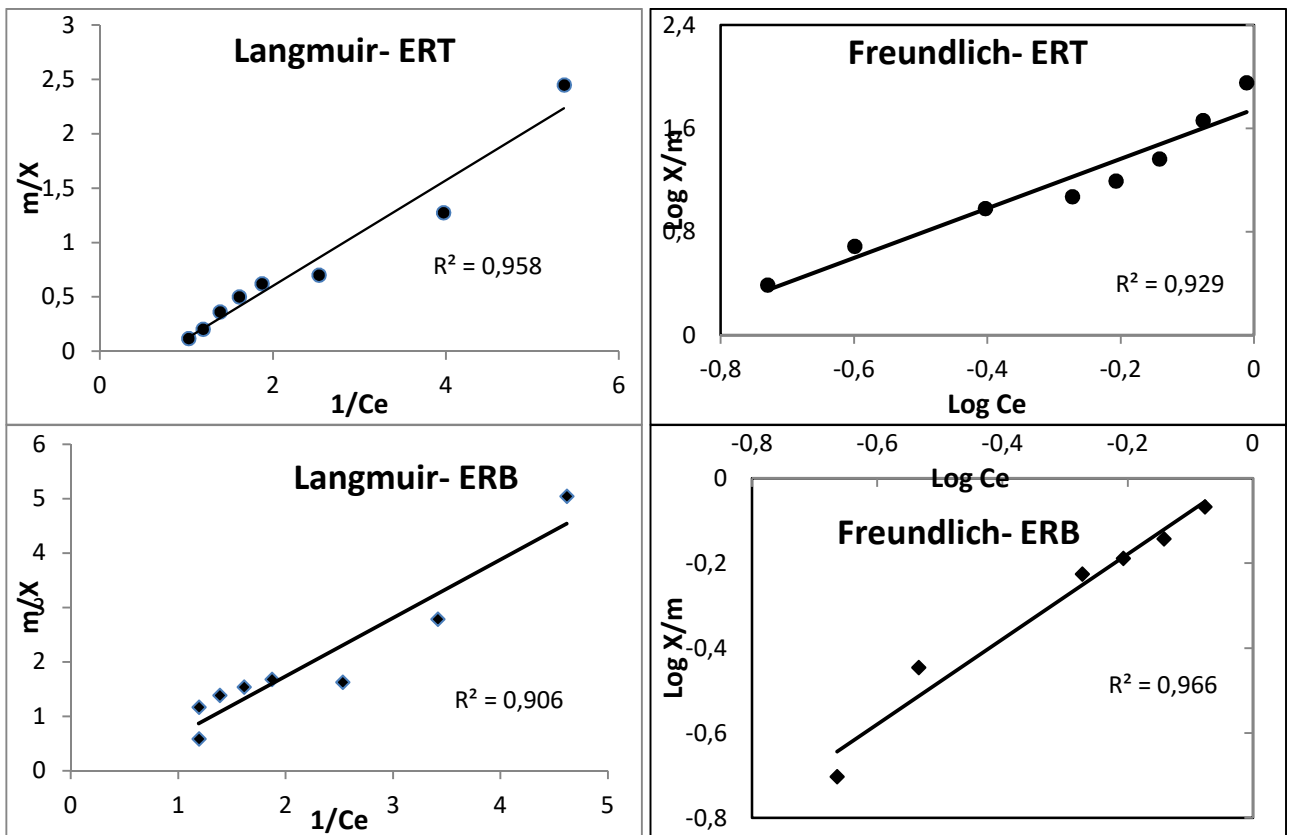 Langmuir- ERT
3
2,5
2
1,5
1
0,5
0
m/X
R² = 0,958
0 2 4 6
1/Ce
Freundlich- ERT
2,4
1,6
0,8
0
Log X/m
R² = 0,929
-0,8 -0,6 -0,4 -0,2 0
Log Ce
Langmuir- ERB
6
5
4
3
2
1
0
m/X
R² = 0,906
0 1 2 3 4 5
1/Ce
-0,8 -0,6 -0,4 -0,2 0
Log Ce
Freundlich- ERB
0
-0,2
-0,4
-0,6
-0,8
Log X/m
R² = 0,966